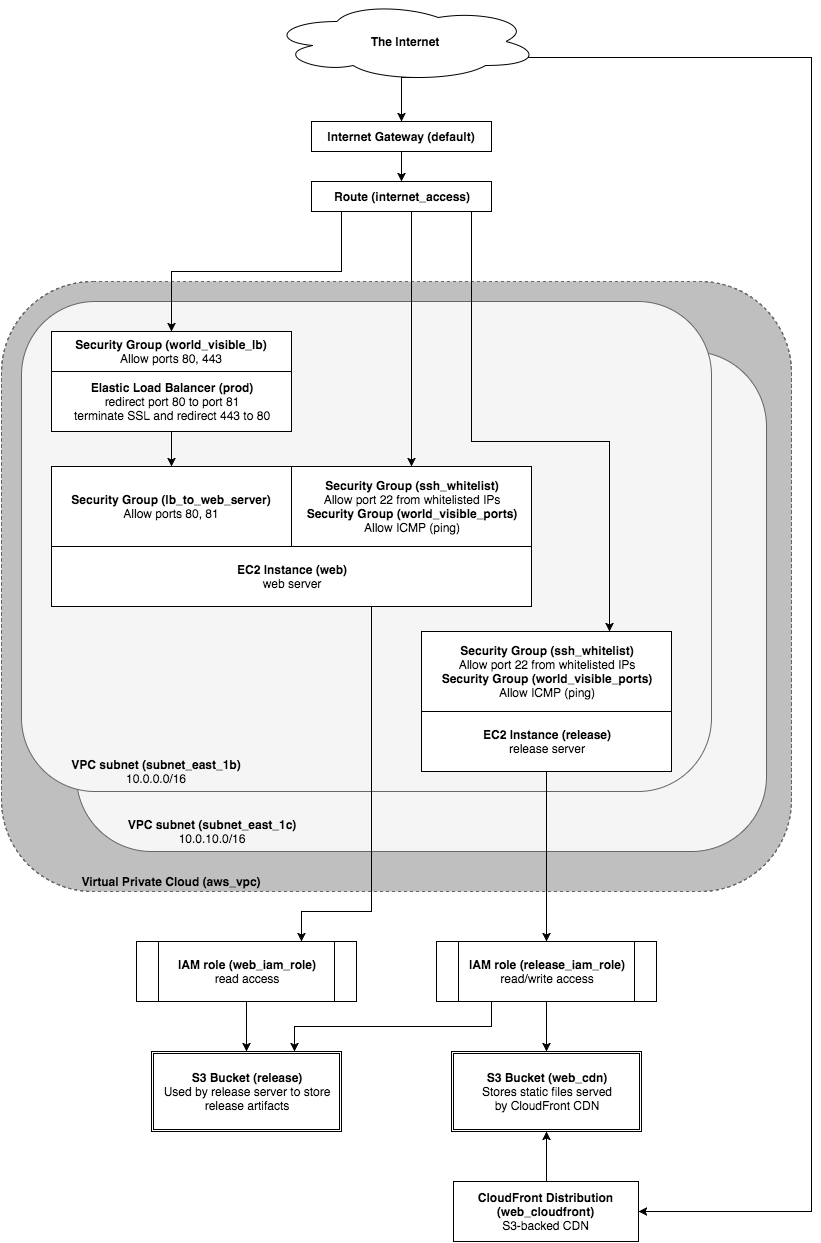 The Internet
Internet Gateway (default)
Route (internet_access)
Security Group (world_visible_lb)
Allow ports 80, 443
Elastic Load Balancer (prod)
redirect port 80 to port 81
terminate SSL and redirect 443 to 80
Security Group (lb_to_web_server)
Allow ports 80, 81
Security Group (ssh_whitelist)
Allow port 22 from whitelisted IPs
Security Group (world_visible_ports)
Allow ICMP (ping)
EC2 Instance (web)
web server
Security Group (ssh_whitelist)
Allow port 22 from whitelisted IPs
Security Group (world_visible_ports)
Allow ICMP (ping)
EC2 Instance (release)
release server
VPC subnet (subnet_east_1b)
10.0.0.0/16
VPC subnet (subnet_east_1c)
10.0.10.0/16
Virtual Private Cloud (aws_vpc)
IAM role (web_iam_role)
read access
IAM role (release_iam_role)
read/write access
S3 Bucket (release)
Used by release server to store
release artifacts
S3 Bucket (web_cdn)
Stores static files served
by CloudFront CDN
CloudFront Distribution
(web_cloudfront)
S3-backed CDN